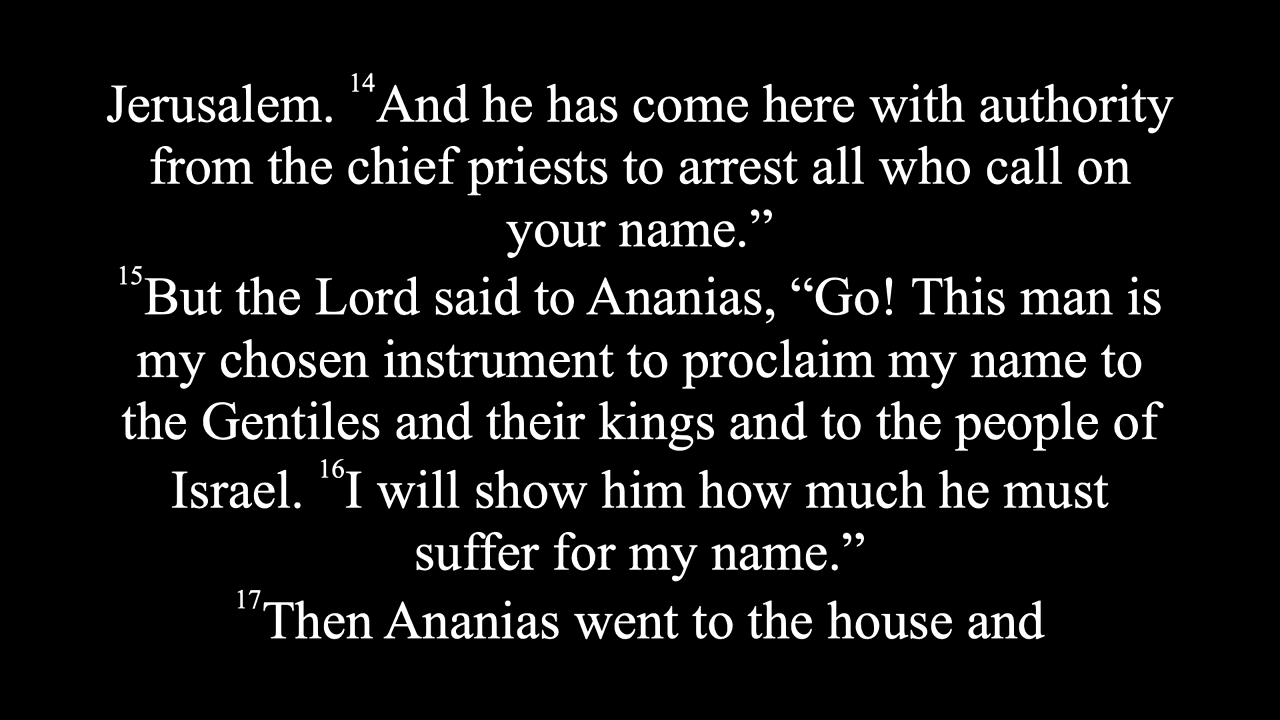 Jerusalem. 14And he has come here with authority
from the chief priests to arrest all who call on
your name.”
15But the Lord said to Ananias, “Go! This man is
my chosen instrument to proclaim my name to
the Gentiles and their kings and to the people of
Israel. 16I will show him how much he must
suffer for my name.”
17Then Ananias went to the house and